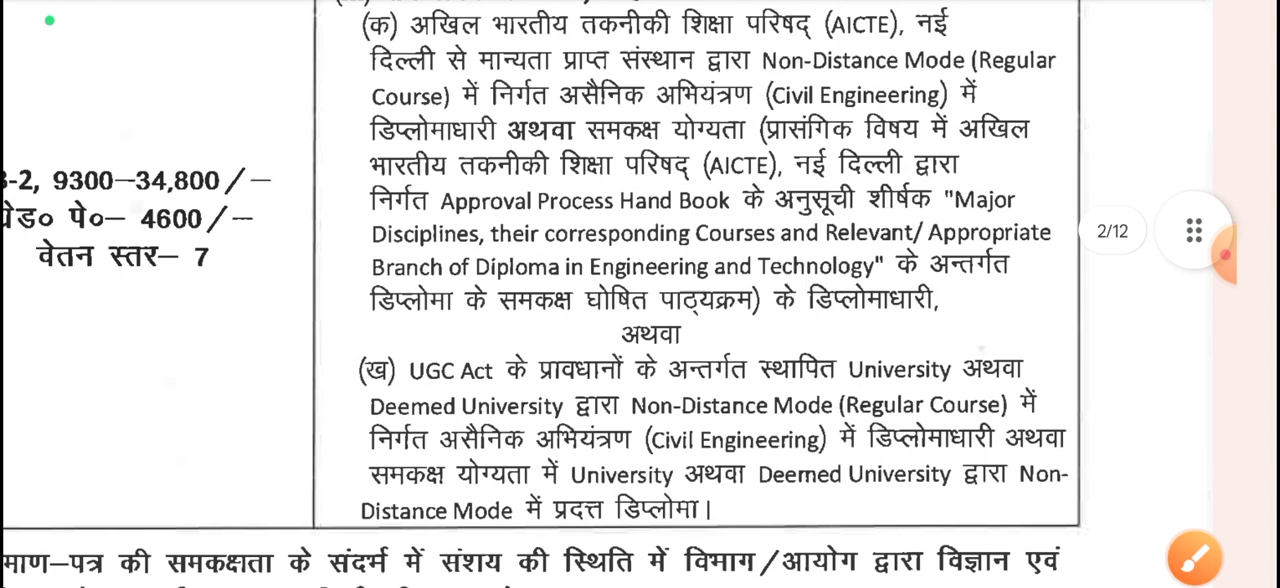 (क) अखिल भारतीय तकनीकी शिक्षा परिषद् (AICTE), नई
दिल्ली से मान्यता प्राप्त संस्थान द्वारा Non-Distance Mode (Regular
Course) में निर्गत असैनिक अभियंत्रण (Civil Engineering) में
डिप्लोमाधारी अथवा समकक्ष योग्यता (प्रासंगिक विषय में अखिल
भारतीय तकनीकी शिक्षा परिषद् (AICTE), नई दिल्ली द्वारा
निर्गत Approval Process Hand Book के अनुसूची शीर्षक "Major
Disciplines, their corresponding Courses and Relevant/ Appropriate
Branch of Diploma in Engineering and Technology" के अन्तर्गत
डिप्लोमा के समकक्ष घोषित पाठ्यक्रम) के डिप्लोमाधारी,
अथवा
(ख) UGC Act के प्रावधानों के अन्तर्गत स्थापित University अथवा
Deemed University द्वारा Non-Distance Mode (Regular Course) में
निर्गत असैनिक अभियंत्रण (Civil Engineering) में डिप्लोमाधारी अथवा
समकक्ष योग्यता में University अथवा Deemed University द्वारा Non-
Distance Mode में प्रदत्त डिप्लोमा।
-2, 9300–34,800/–
ग्रेड० पे०– 4600/–
वेतन स्तर– 7
2/12
माण–पत्र की समकक्षता के संदर्भ में संशय की स्थिति में विभाग/आयोग द्वारा विज्ञान एवं